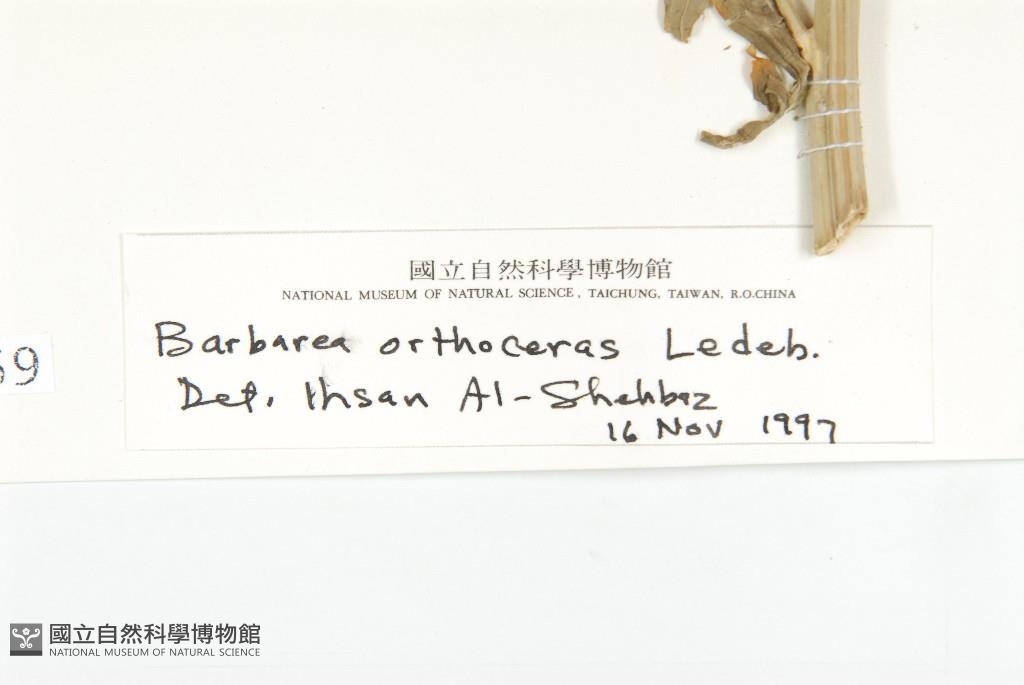 國立自然科學博物館
NATIONAL MUSEUM OF NATURAL SCIENCE, TAICHUNG, TAIWAN, R.O.CHINA
Barbarea orthoceras Ledeb.
Det. Ihsan Al-Shehbaz
16 Nov 1997
9
國立自然科學博物館
NATIONAL MUSEUM OF NATURAL SCIENCE